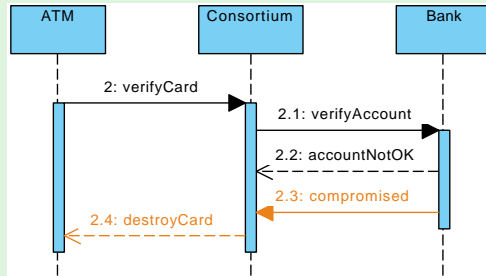 ATM
Consortium
Bank
2: verifyCard
2.1: verifyAccount
2.2: accountNotOK
2.3: compromised
2.4: destroyCard